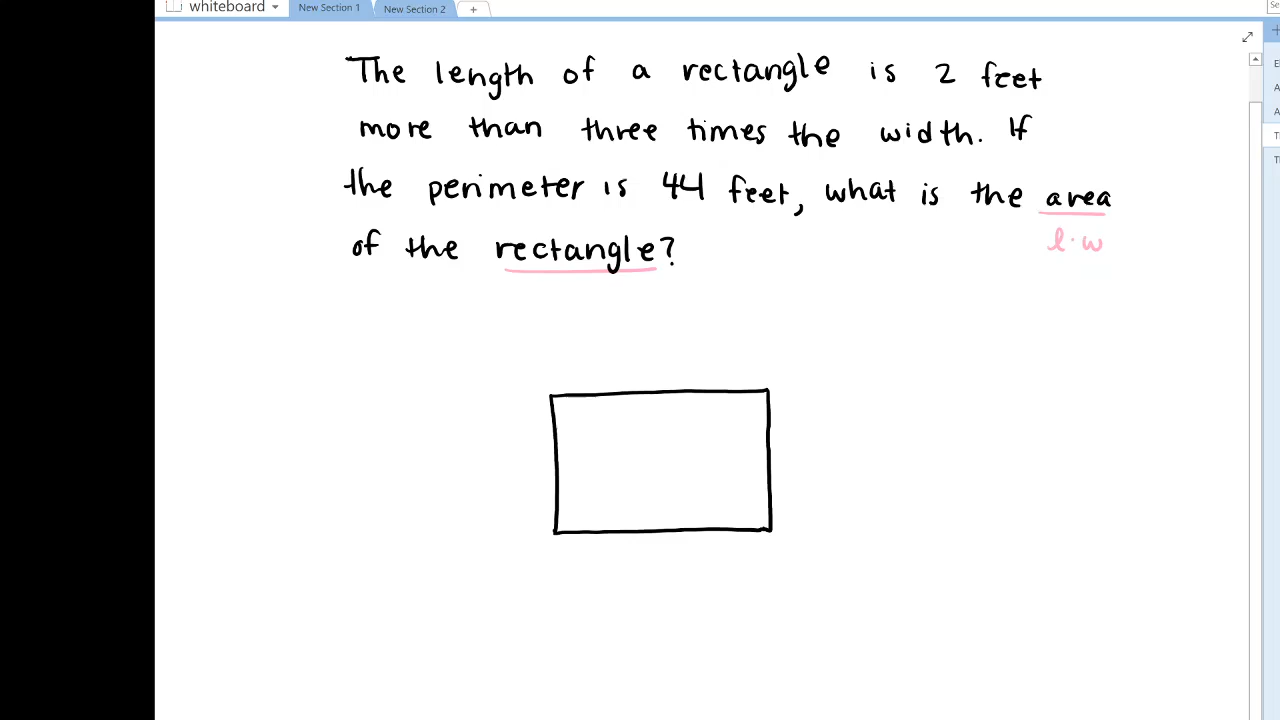 whiteboard
New Section 1
New Section 2
The length of a rectangle is 2 feet
more than three times the width. If
the perimeter is 44 feet, what is the area
of the rectangle?
l·w